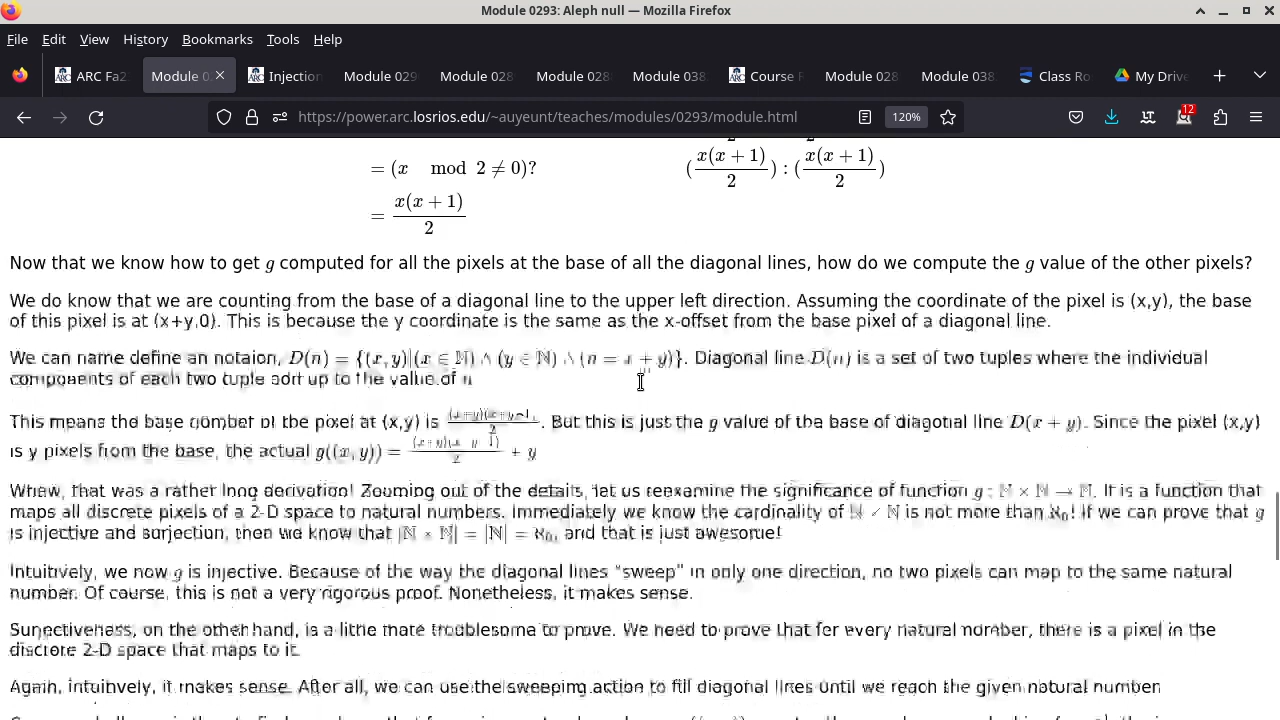 Module 0293: Aleph null — Mozilla Firefox
File Edit View History Bookmarks Tools Help
ARC Fa2 Module 0 Injection Module 029 Module 028 Module 028 Module 038 Course R Module 028 Module 038 Class Ro My Drive
https://power.arc.losrios.edu/~auyeunt/teaches/modules/0293/module.html 120% 12
= (x mod 2 ≠ 0)? (x(x+1)/2) : (x(x+1)/2)
= x(x+1)/2
Now that we know how to get g computed for all the pixels at the base of all the diagonal lines, how do we compute the g value of the other pixels?
We do know that we are counting from the base of a diagonal line to the upper left direction. Assuming the coordinate of the pixel is (x,y), the base
of this pixel is at (x+y,0). This is because the y coordinate is the same as the x-offset from the base pixel of a diagonal line.
We can name define an notaion, D(n) = {(x,y)|(x ∈ ℕ) ∧ (y ∈ ℕ) ∧ (n = x + y)}. Diagonal line D(n) is a set of two tuples where the individual
components of each two tuple add up to the value of n
This means the base number of the pixel at (x,y) is . But this is just the g value of the base of diagonal line D(x + y). Since the pixel (x,y)
is y pixels from the base, the actual g((x,y)) = + y
Whew, that was a rather long derivation! Zooming out of the details, let us reexamine the significance of function g : ℕ × ℕ → ℕ. It is a function that
maps all discrete pixels of a 2-D space to natural numbers. Immediately we know the cardinality of ℕ × ℕ is not more than ℵ₀! If we can prove that g
is injective and surjection, then we know that |ℕ × ℕ| = |ℕ| = ℵ₀, and that is just awesome!
Intuitively, we now g is injective. Because of the way the diagonal lines "sweep" in only one direction, no two pixels can map to the same natural
number. Of course, this is not a very rigorous proof. Nonetheless, it makes sense.
Surjectiveness, on the other hand, is a little more troublesome to prove. We need to prove that for every natural number, there is a pixel in the
discrete 2-D space that maps to it.
Again, intuitively, it makes sense. After all, we can use the sweeping action to fill diagonal lines until we reach the given natural number